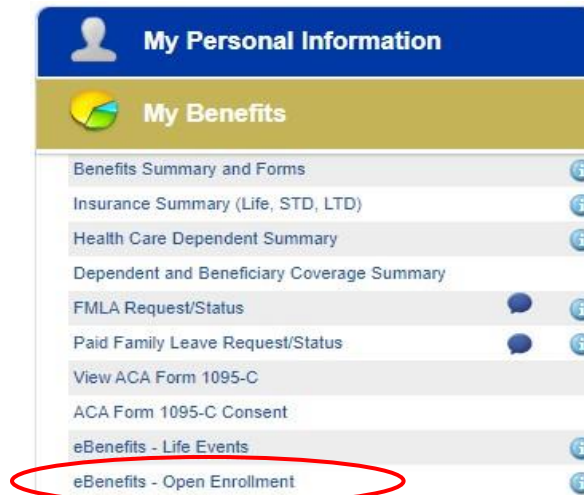 My Personal Information
My Benefits
Benefits Summary and Forms
Insurance Summary (Life, STD, LTD)
Health Care Dependent Summary
Dependent and Beneficiary Coverage Summary
FMLA Request/Status
Paid Family Leave Request/Status
View ACA Form 1095-C
ACA Form 1095-C Consent
eBenefits - Life Events
eBenefits - Open Enrollment